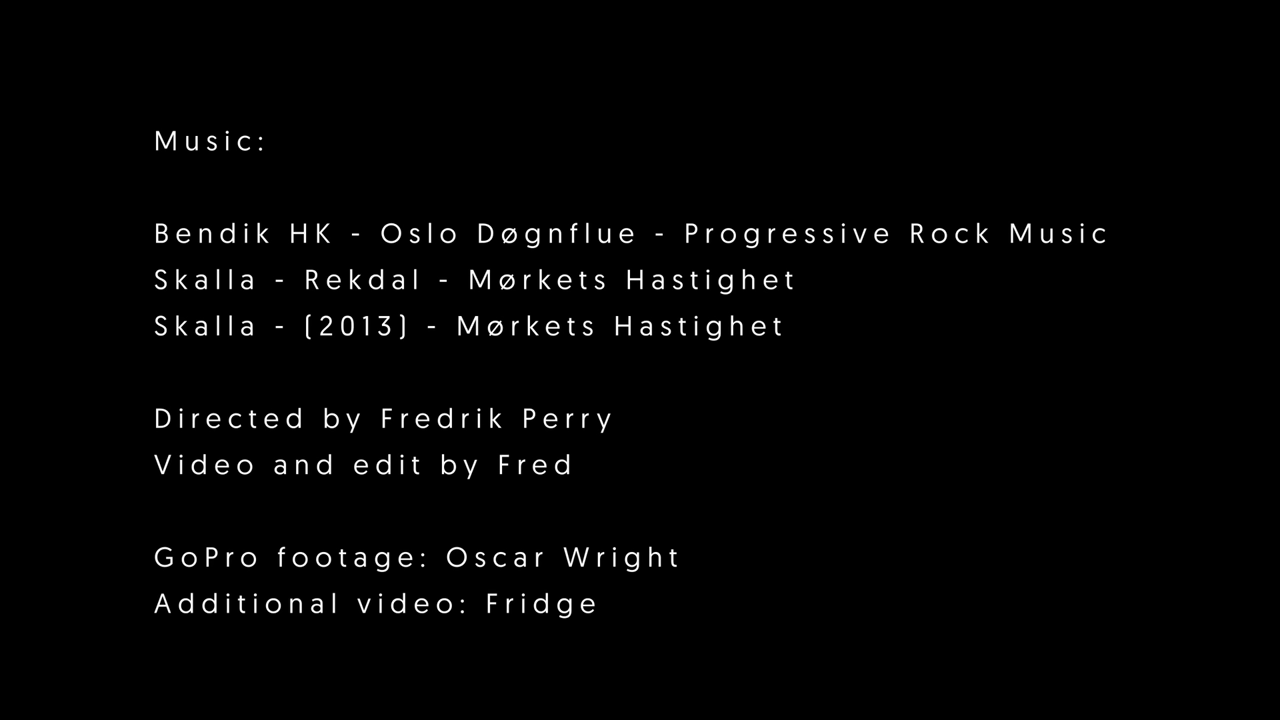 Music:
Bendik HK - Oslo Døgnflue - Progressive Rock Music
Skalla - Rekdal - Mørkets Hastighet
Skalla - (2013) - Mørkets Hastighet
Directed by Fredrik Perry
Video and edit by Fred
GoPro footage: Oscar Wright
Additional video: Fridge